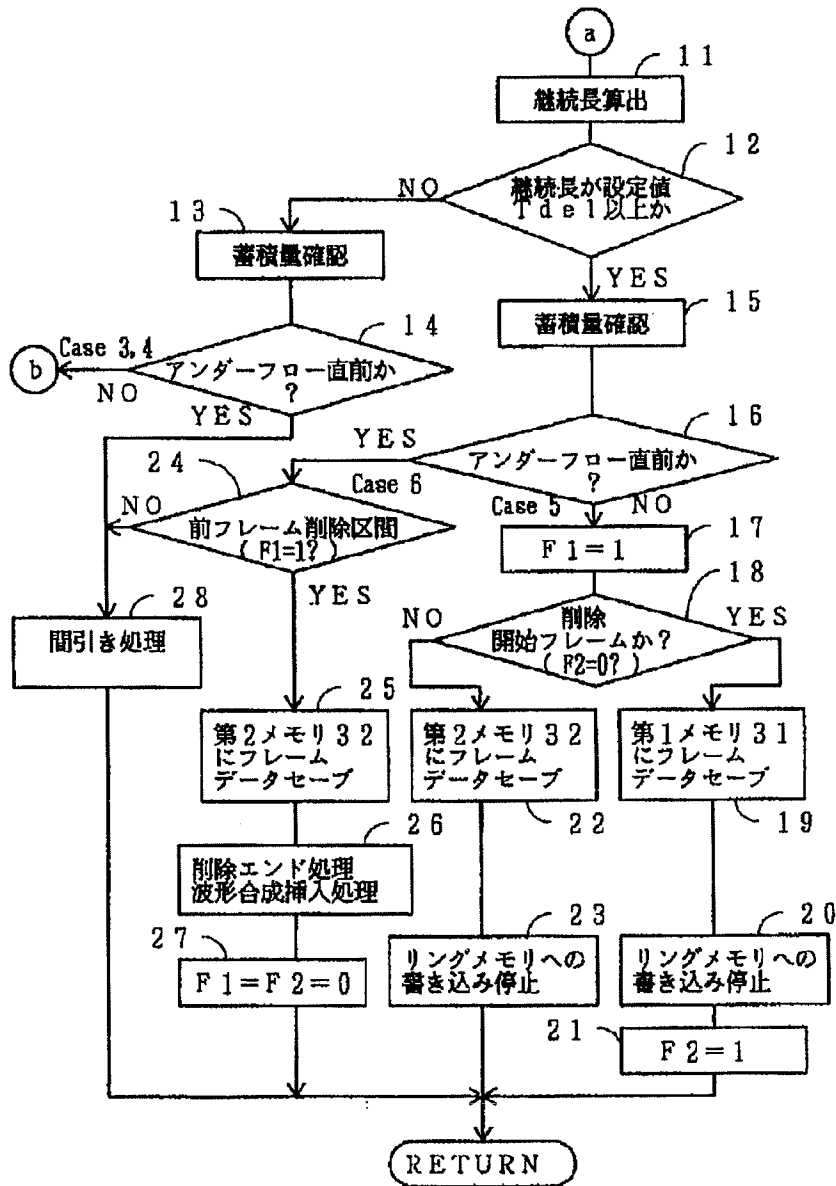 a
11
継続長算出
12
継続長が設定値
Tdel以上か
NO
YES
13
蓄積量確認
15
蓄積量確認
14
アンダーフロー直前か
?
Case 3,4
b
NO
YES
16
アンダーフロー直前か
?
YES
Case 6
Case 5
NO
24
前フレーム削除区間
( F1=1? )
NO
YES
17
F1=1
18
削除
開始フレームか?
( F2=0? )
NO
YES
28
間引き処理
25
第2メモリ32
にフレーム
データセーブ
第2メモリ32
にフレーム
データセーブ
22
第1メモリ31
にフレーム
データセーブ
19
26
削除エンド処理
波形合成挿入処理
27
F1=F2=0
23
リングメモリへの
書き込み停止
20
リングメモリへの
書き込み停止
21
F2=1
RETURN